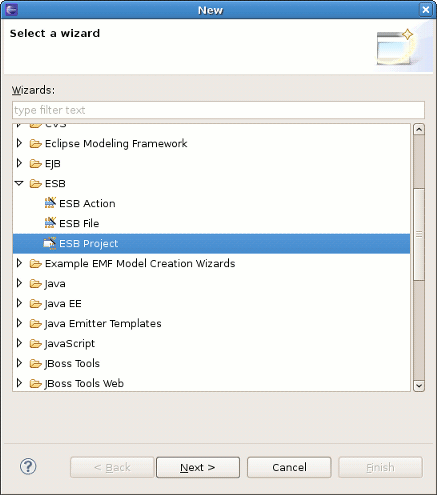 New
Select a wizard
Wizards:
type filter text
CVS
Eclipse Modeling Framework
EJB
ESB
ESB Action
ESB File
ESB Project
Example EMF Model Creation Wizards
Java
Java EE
Java Emitter Templates
JavaScript
JBoss Tools
JBoss Tools Web
? < Back Next > Cancel Finish